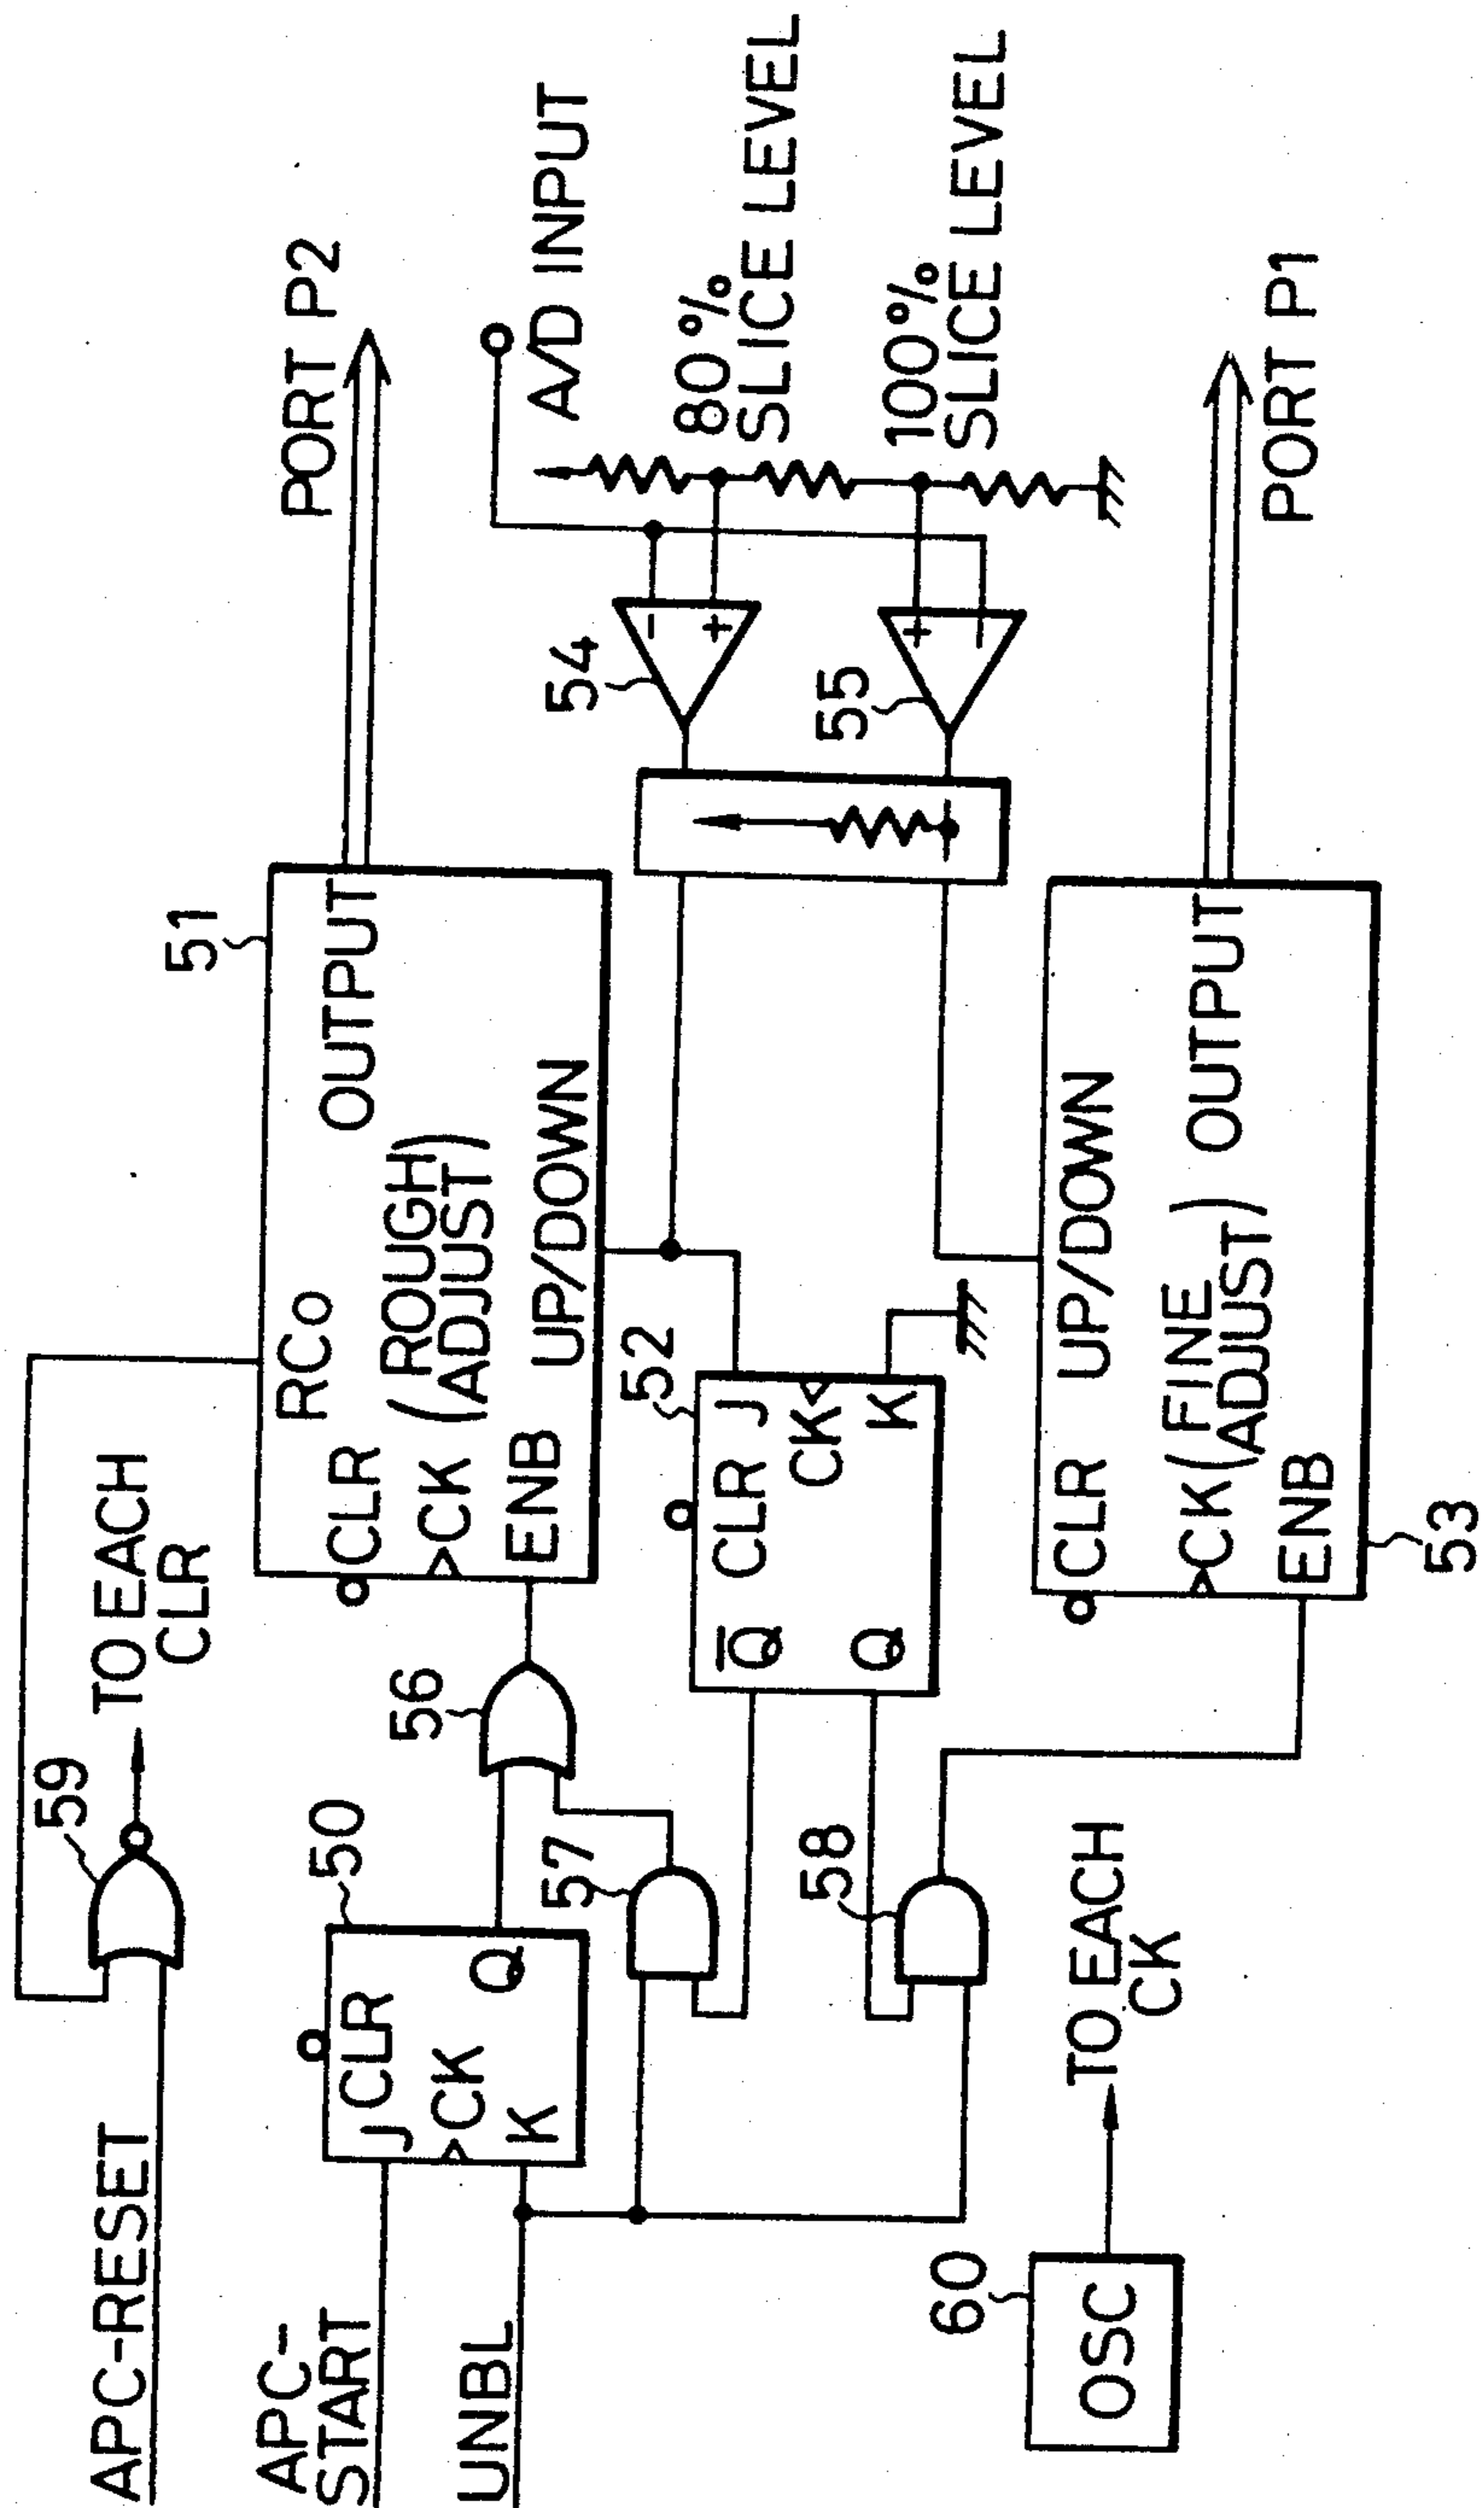 APC-RESET
59
TO EACH
CLR
APC-
START
UNBL
50
J
CLR
CK
K
Q
56
57
58
51
RCO
OUTPUT
CLR
CK
(ROUGH
ADJUST)
ENB
UP/DOWN
PORT P2
A/D INPUT
52
J
CLR
CK
K
Q
Q
54
-
+
55
+
-
80%
SLICE LEVEL
100%
SLICE LEVEL
60
OSC
TO EACH
CK
CLR
UP/DOWN
CK
(FINE
ADJUST)
OUTPUT
ENB
53
PORT P1